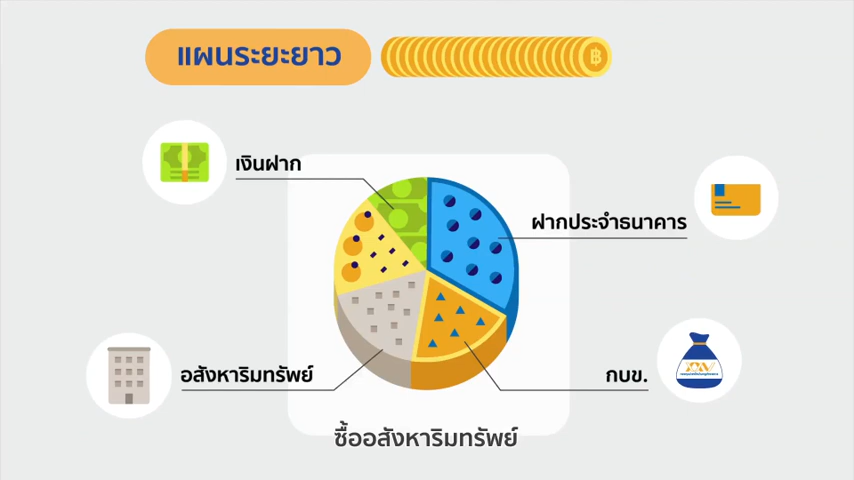 แผนระยะยาว
฿
เงินฝาก
ฝากประจำธนาคาร
อสังหาริมทรัพย์
กบข.
ซื้ออสังหาริมทรัพย์